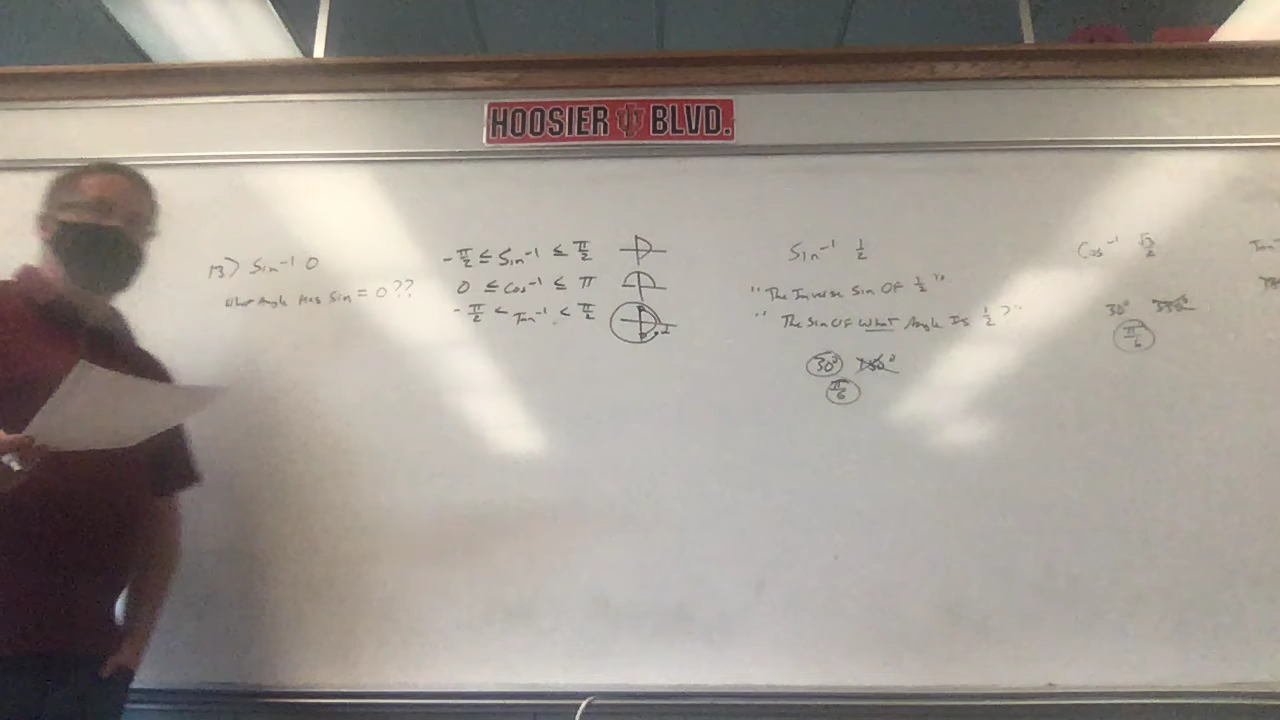 HOOSIER BLVD.
13) Sin⁻¹ 0
What Angle Has Sin = 0??
-π/2 ≤ Sin⁻¹ ≤ π/2
0 ≤ Cos⁻¹ ≤ π
-π/2 < Tan⁻¹ < π/2
Sin⁻¹ 1/2
"The Inverse Sin OF 1/2"
"The Sin OF WHAT Angle Is 1/2?"
30° 150°
π/6
Cos⁻¹ √3/2
30° 330°
π/6
Tan⁻¹